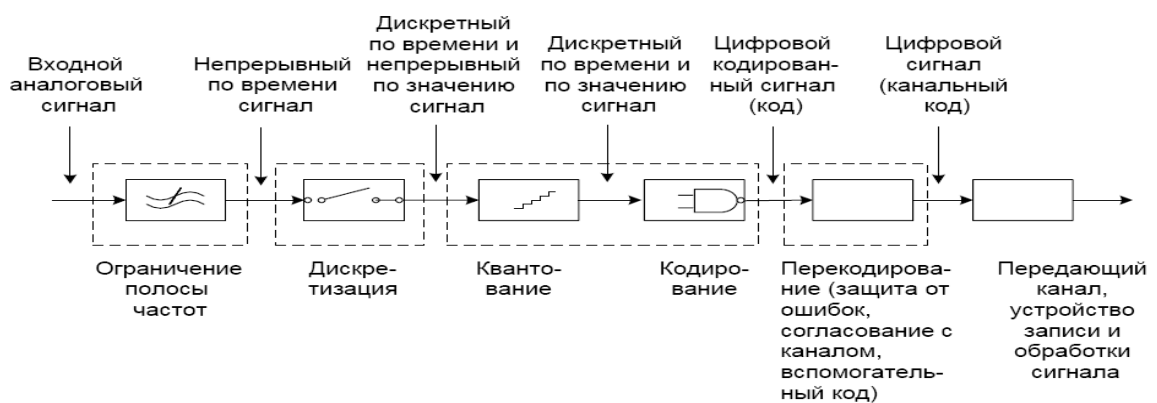 Входной
аналоговый
сигнал
Непрерывный
по времени
сигнал
Дискретный
по времени и
непрерывный
по значению
сигнал
Дискретный
по времени и
по значению
сигнал
Цифровой
кодирован-
ный сигнал
(код)
Цифровой
сигнал
(канальный
код)
Ограничение
полосы
частот
Дискре-
тизация
Кванто-
вание
Кодиро-
вание
Перекодирова-
ние (защита от
ошибок,
согласование с
каналом,
вспомогатель-
ный код)
Передающий
канал,
устройство
записи и
обработки
сигнала